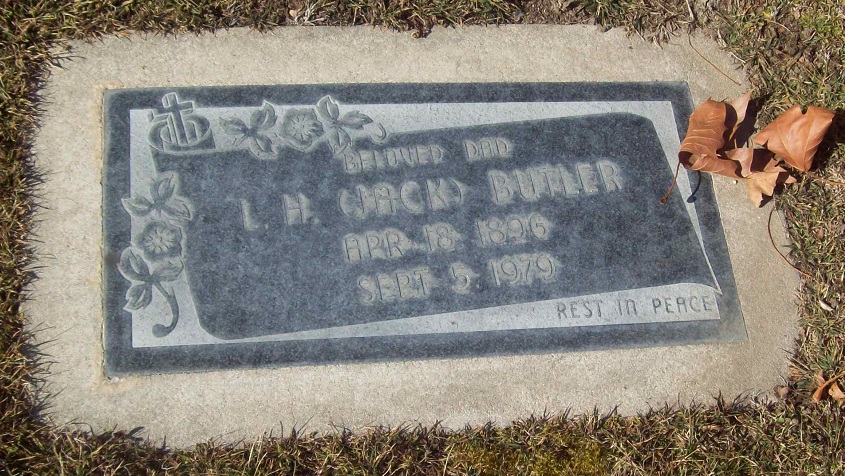 BELOVED DAD
L. H. (JACK) BUTLER
APR. 18, 1896
SEPT. 5, 1979
REST IN PEACE